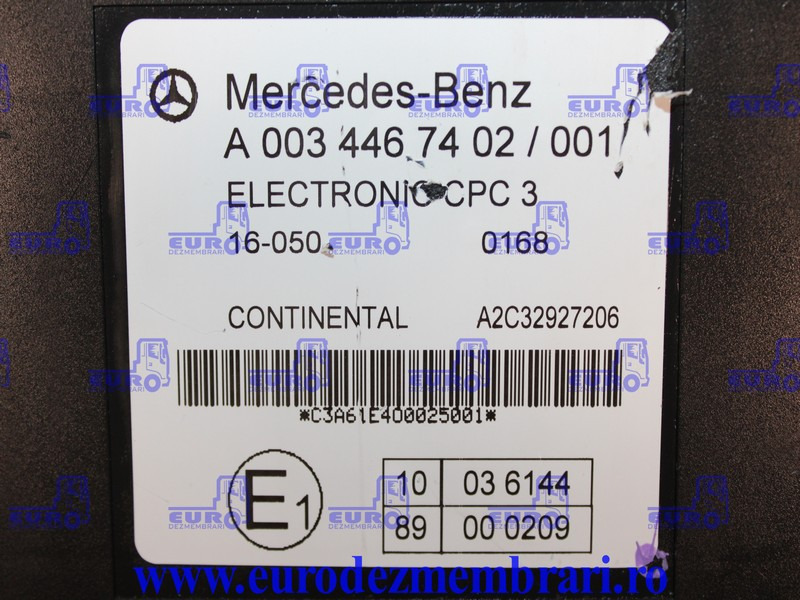 Mercedes-Benz
A 003 446 74 02 / 001
ELECTRONIC CPC 3
16-050 0168
CONTINENTAL A2C32927206
*C3A61E400025001*
E1
10 03 6144
89 00 0209
EURO DEZMEMBRARI
www.eurodezmembrari.ro